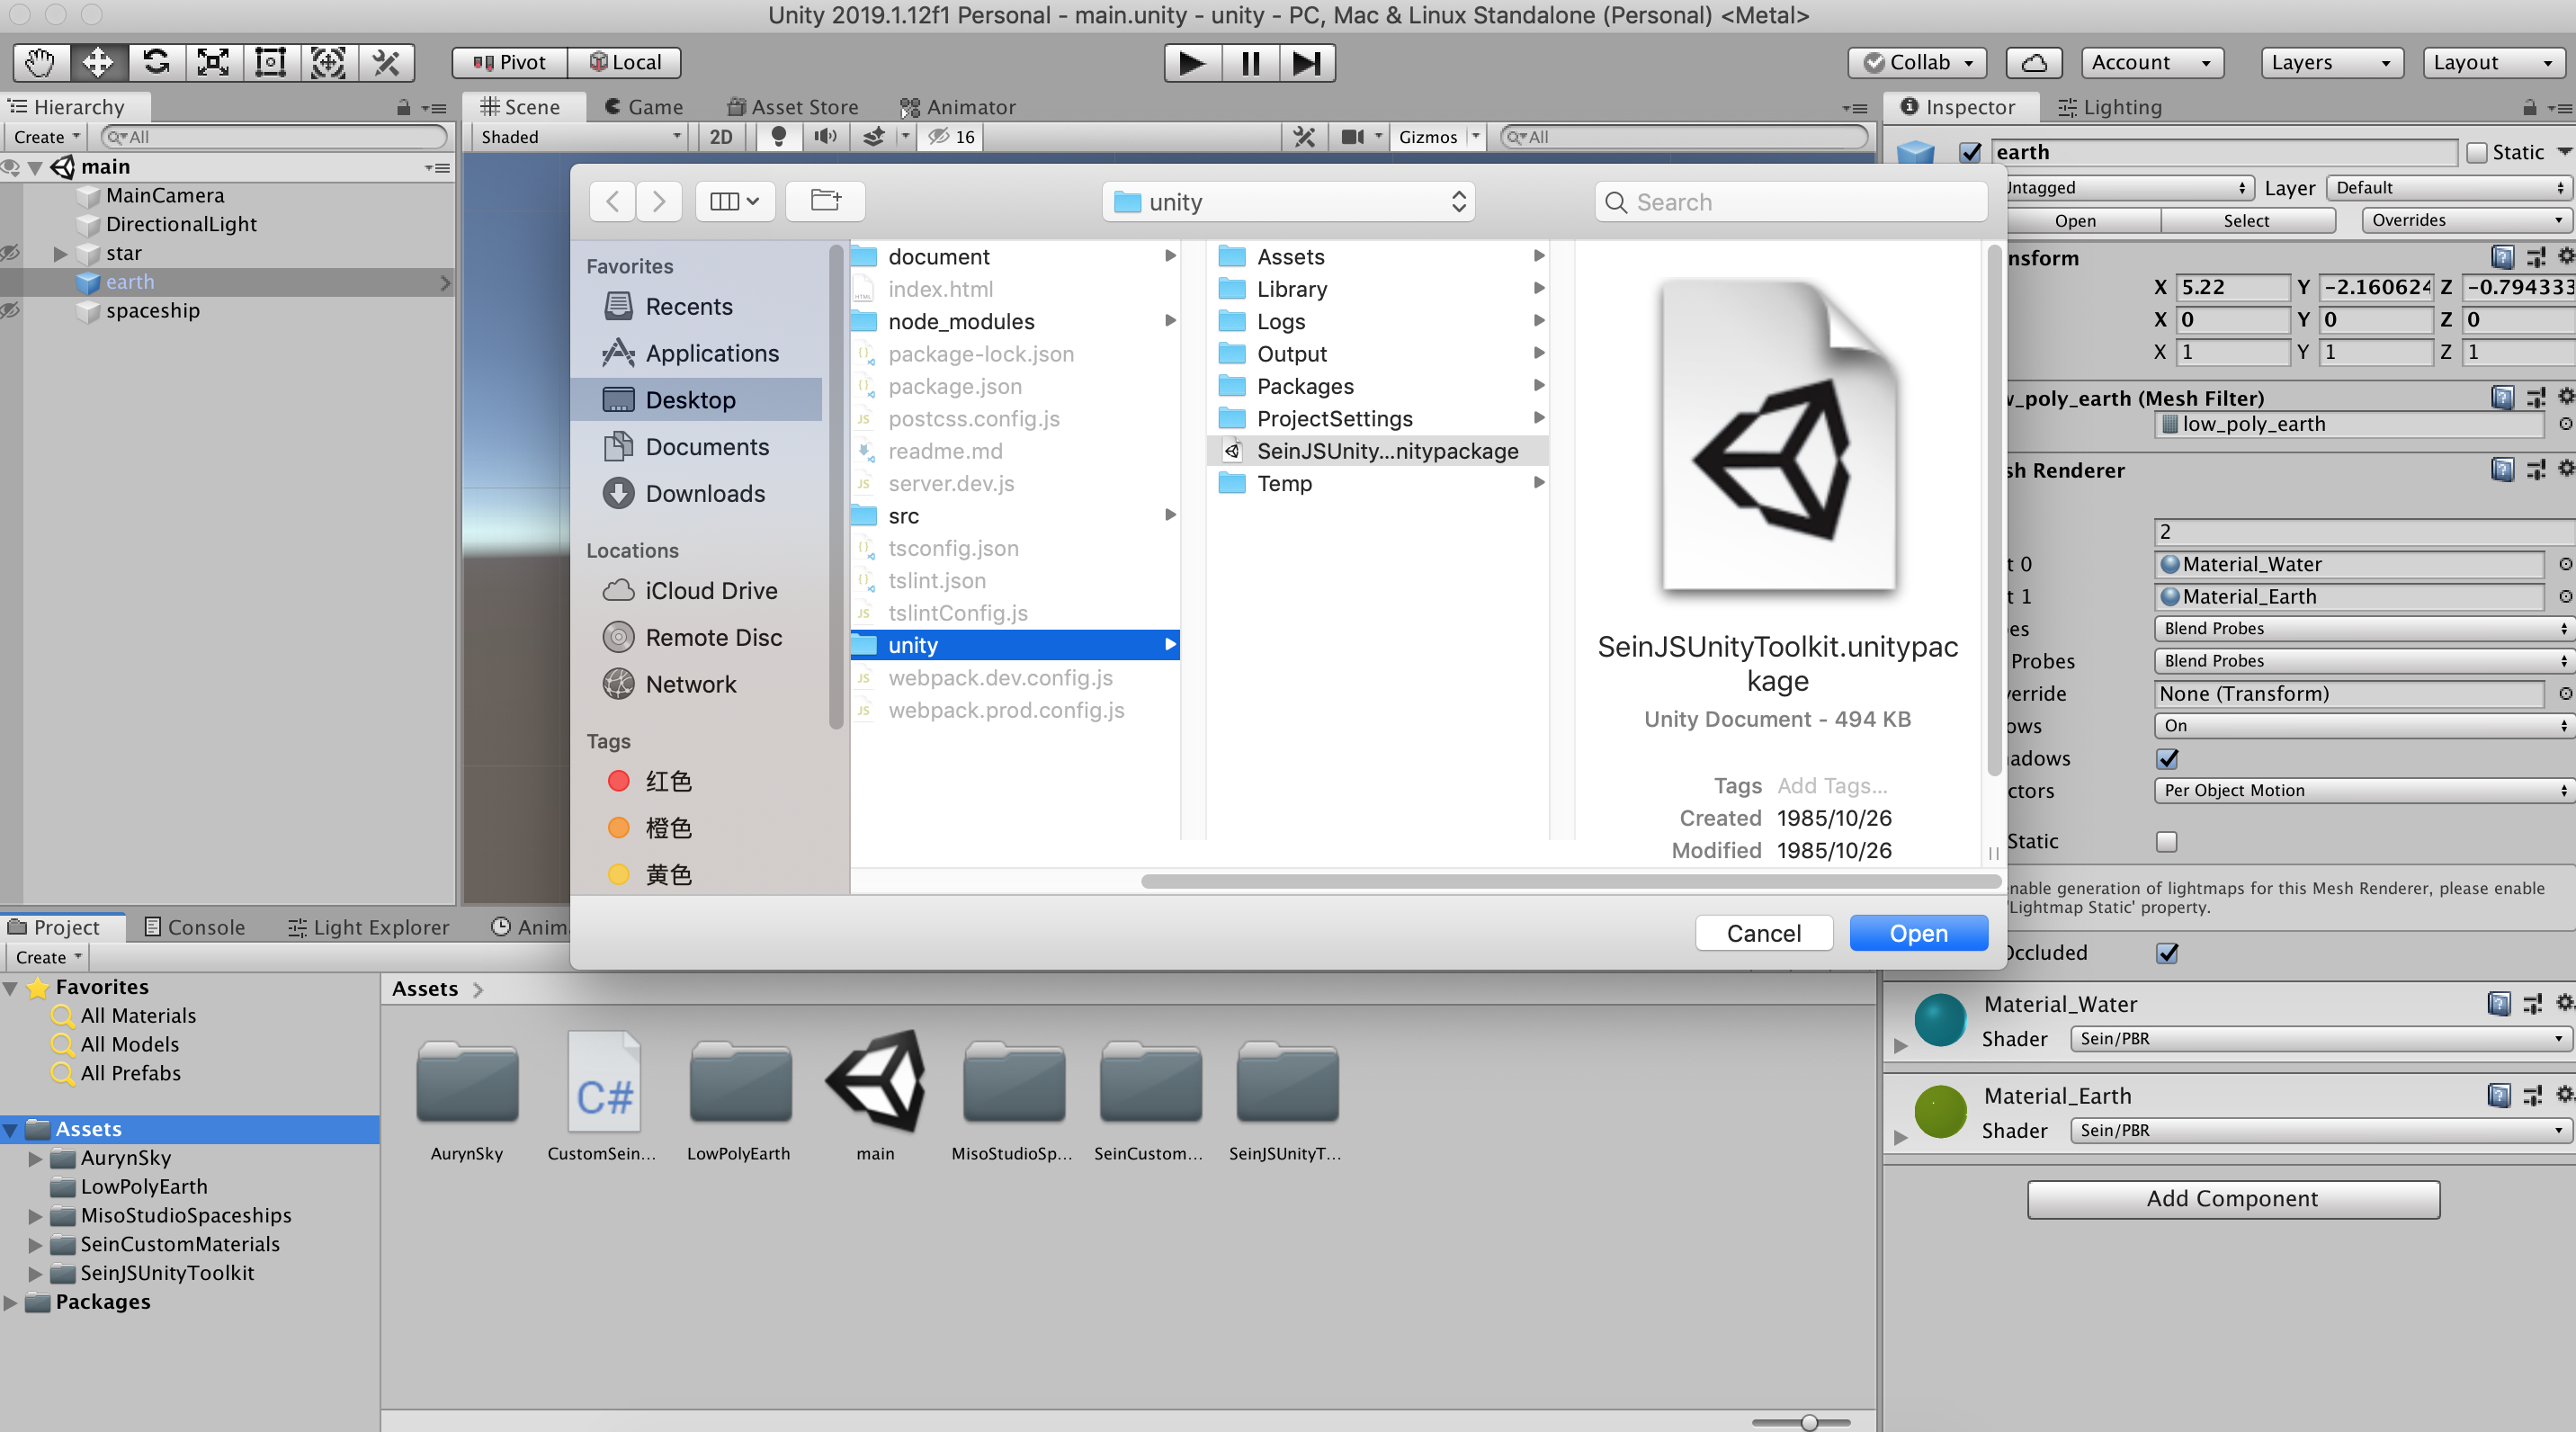 Unity 2019.1.12f1 Personal - main.unity - unity - PC, Mac & Linux Standalone (Personal) <Metal>
Pivot
Local
Collab
Account
Layers
Layout
Hierarchy
Create
All
main
MainCamera
DirectionalLight
star
earth
spaceship
Scene
Game
Asset Store
Animator
Shaded
2D
16
Gizmos
All
unity
Search
Favorites
Recents
Applications
Desktop
Documents
Downloads
Locations
iCloud Drive
Remote Disc
Network
Tags
红色
橙色
黄色
document
index.html
node_modules
package-lock.json
package.json
postcss.config.js
readme.md
server.dev.js
src
tsconfig.json
tslint.json
tslintConfig.js
unity
webpack.dev.config.js
webpack.prod.config.js
Assets
Library
Logs
Output
Packages
ProjectSettings
SeinJSUnity...nitypackage
Temp
SeinJSUnityToolkit.unitypac
kage
Unity Document - 494 KB
Tags Add Tags...
Created 1985/10/26
Modified 1985/10/26
Cancel
Open
Inspector
Lighting
earth
Static
Untagged
Layer Default
Open
Select
Overrides
nsform
X 5.22 Y -2.160624 Z -0.794333
X 0 Y 0 Z 0
X 1 Y 1 Z 1
_poly_earth (Mesh Filter)
low_poly_earth
sh Renderer
2
t 0 Material_Water
t 1 Material_Earth
es Blend Probes
Probes Blend Probes
erride None (Transform)
ows On
adows
ctors Per Object Motion
Static
nable generation of lightmaps for this Mesh Renderer, please enable
'Lightmap Static' property.
Occluded
Material_Water
Shader Sein/PBR
Material_Earth
Shader Sein/PBR
Add Component
Project
Console
Light Explorer
Anim
Create
Favorites
All Materials
All Models
All Prefabs
Assets
AurynSky
LowPolyEarth
MisoStudioSpaceships
SeinCustomMaterials
SeinJSUnityToolkit
Packages
Assets
C#
AurynSky
CustomSein...
LowPolyEarth
main
MisoStudioSp...
SeinCustom...
SeinJSUnityT...